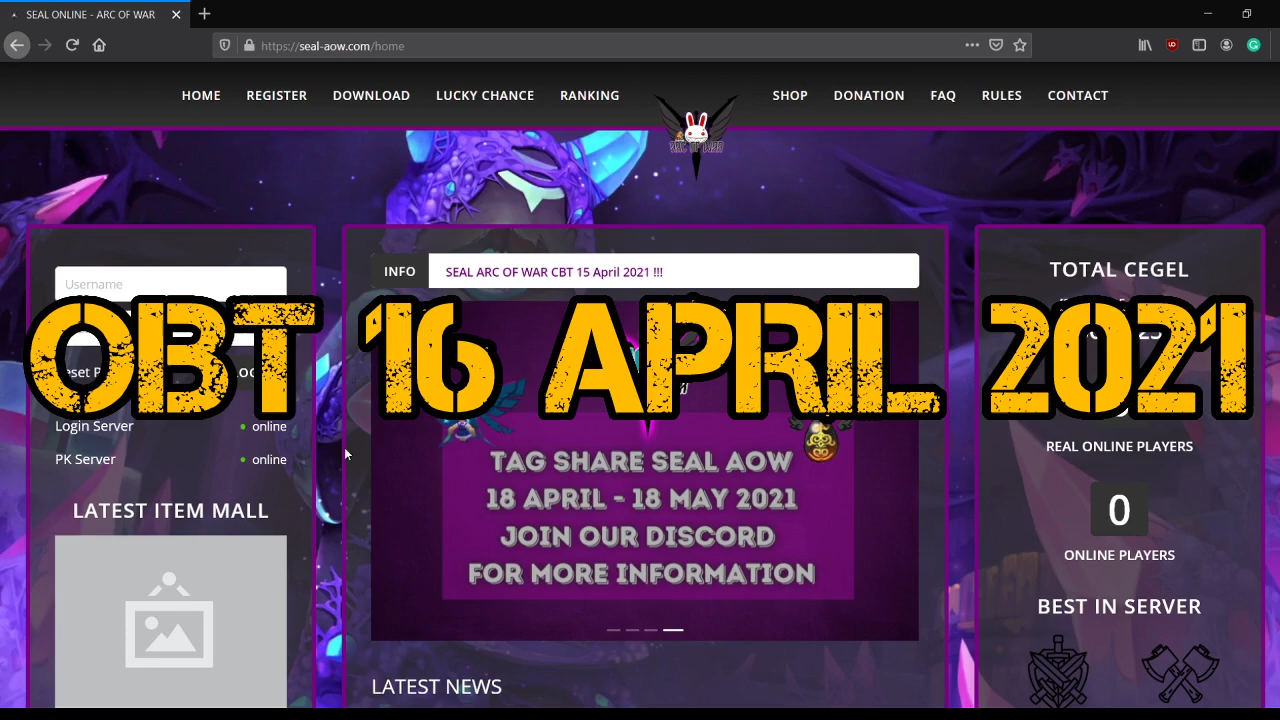 SEAL ONLINE - ARC OF WAR
https://seal-aow.com/home
HOME REGISTER DOWNLOAD LUCKY CHANCE RANKING SHOP DONATION FAQ RULES CONTACT
ARC OF WAR
INFO SEAL ARC OF WAR CBT 15 April 2021 !!!
TOTAL CEGEL
Username
OBT 16 APRIL 2021
Login Server online
PK Server online
REAL ONLINE PLAYERS
TAG SHARE SEAL AOW
18 APRIL - 18 MAY 2021
JOIN OUR DISCORD
FOR MORE INFORMATION
0
ONLINE PLAYERS
LATEST ITEM MALL
BEST IN SERVER
LATEST NEWS